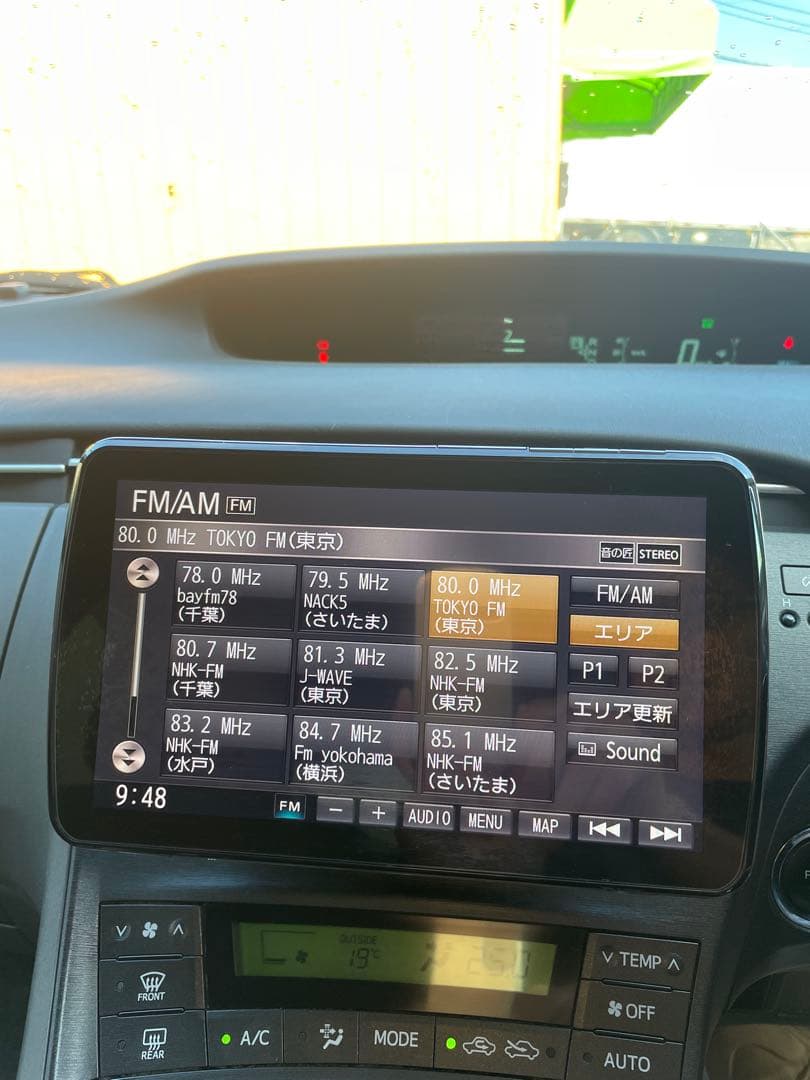 FM/AM FM
80.0 MHz TOKYO FM(東京)
音の匠 STEREO
78.0 MHz
bayfm78
(千葉)
79.5 MHz
NACK5
(さいたま)
80.0 MHz
TOKYO FM
(東京)
FM/AM
エリア
80.7 MHz
NHK-FM
(千葉)
81.3 MHz
J-WAVE
(東京)
82.5 MHz
NHK-FM
(東京)
P1 P2
エリア更新
83.2 MHz
NHK-FM
(水戸)
84.7 MHz
Fm yokohama
(横浜)
85.1 MHz
NHK-FM
(さいたま)
Sound
9:48
FM − + AUDIO MENU MAP
OUTSIDE
19℃
25.0
TEMP
FRONT
OFF
REAR
A/C
MODE
AUTO